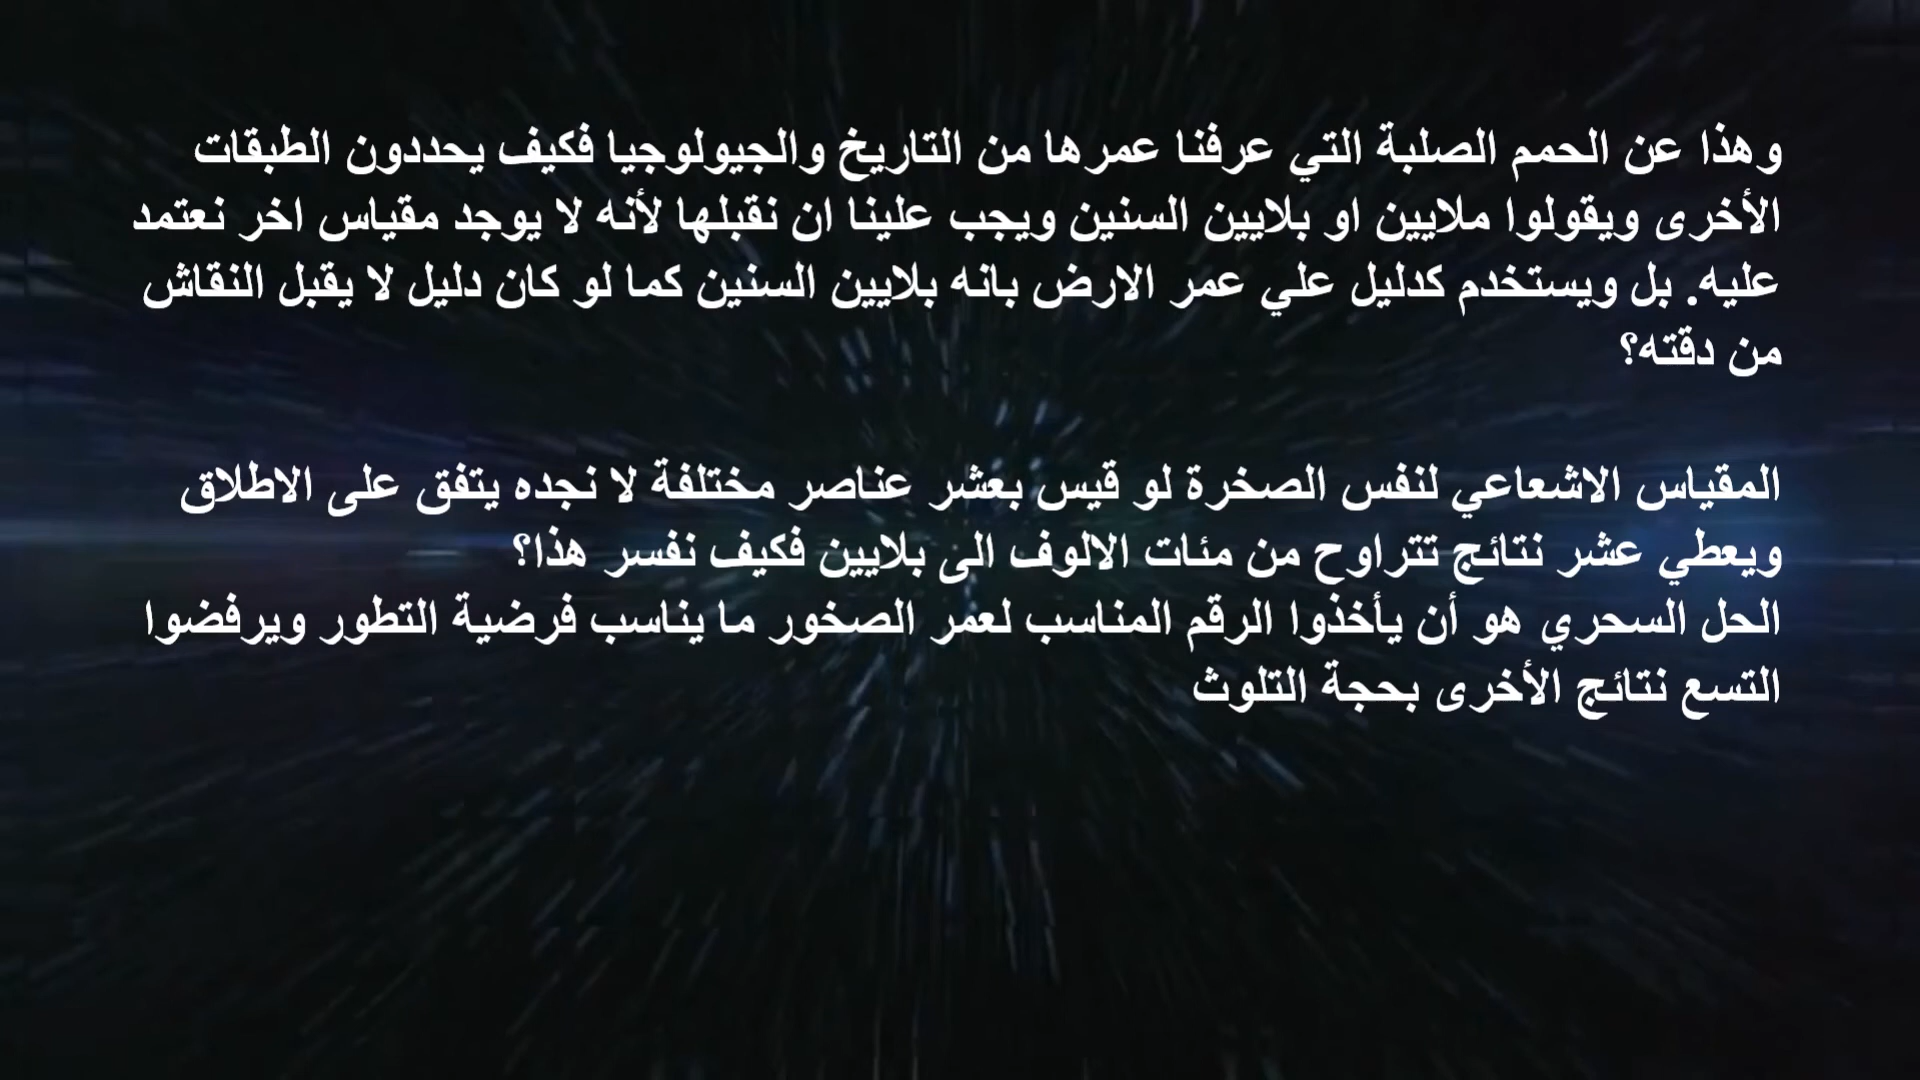 وهذا عن الحمم الصلبة التي عرفنا عمرها من التاريخ والجيولوجيا فكيف يحددون الطبقات
الأخرى ويقولوا ملايين او بلايين السنين ويجب علينا ان نقبلها لأنه لا يوجد مقياس اخر نعتمد
عليه. بل ويستخدم كدليل علي عمر الارض بانه بلايين السنين كما لو كان دليل لا يقبل النقاش
من دقته؟
المقياس الاشعاعي لنفس الصخرة لو قيس بعشر عناصر مختلفة لا نجده يتفق على الاطلاق
ويعطي عشر نتائج تتراوح من مئات الالوف الى بلايين فكيف نفسر هذا؟
الحل السحري هو أن يأخذوا الرقم المناسب لعمر الصخور ما يناسب فرضية التطور ويرفضوا
التسع نتائج الأخرى بحجة التلوث